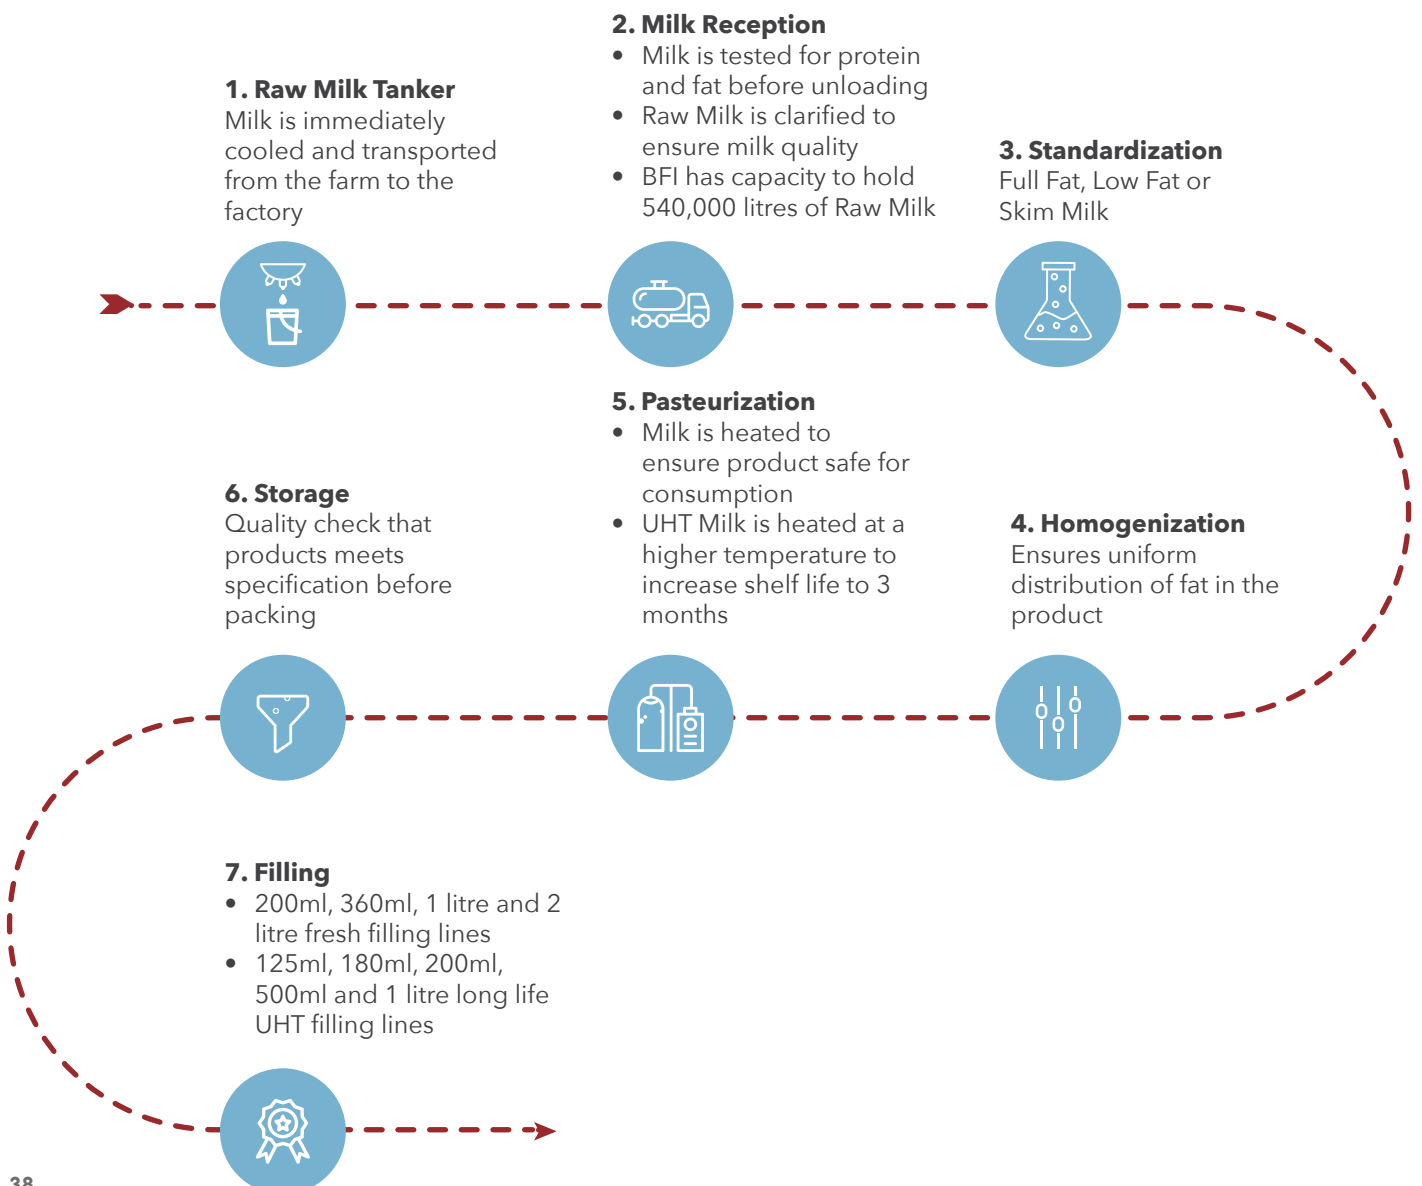 1. Raw Milk Tanker
Milk is immediately
cooled and transported
from the farm to the
factory
2. Milk Reception
• Milk is tested for protein
and fat before unloading
• Raw Milk is clarified to
ensure milk quality
• BFI has capacity to hold
540,000 litres of Raw Milk
3. Standardization
Full Fat, Low Fat or
Skim Milk
4. Homogenization
Ensures uniform
distribution of fat in the
product
5. Pasteurization
• Milk is heated to
ensure product safe for
consumption
• UHT Milk is heated at a
higher temperature to
increase shelf life to 3
months
6. Storage
Quality check that
products meets
specification before
packing
7. Filling
• 200ml, 360ml, 1 litre and 2
litre fresh filling lines
• 125ml, 180ml, 200ml,
500ml and 1 litre long life
UHT filling lines
38